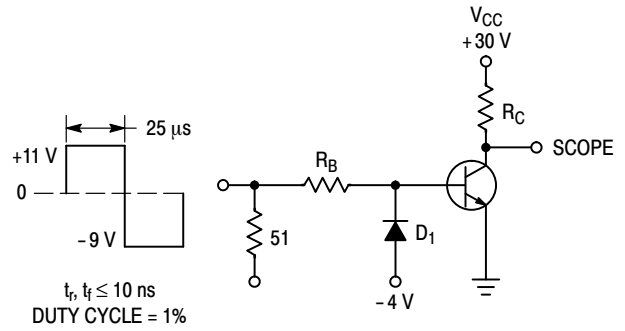 V_CC
+30 V
25 μs
R_C
+11 V
SCOPE
R_B
0
51
D_1
-9 V
-4 V
t_r, t_f ≤ 10 ns
DUTY CYCLE = 1%